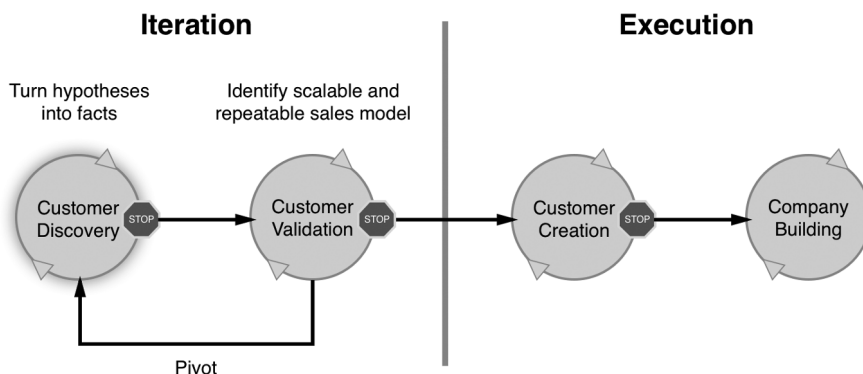 Iteration
Execution
Turn hypotheses
into facts
Identify scalable and
repeatable sales model
Customer
Discovery
STOP
Customer
Validation
STOP
Customer
Creation
STOP
Company
Building
Pivot